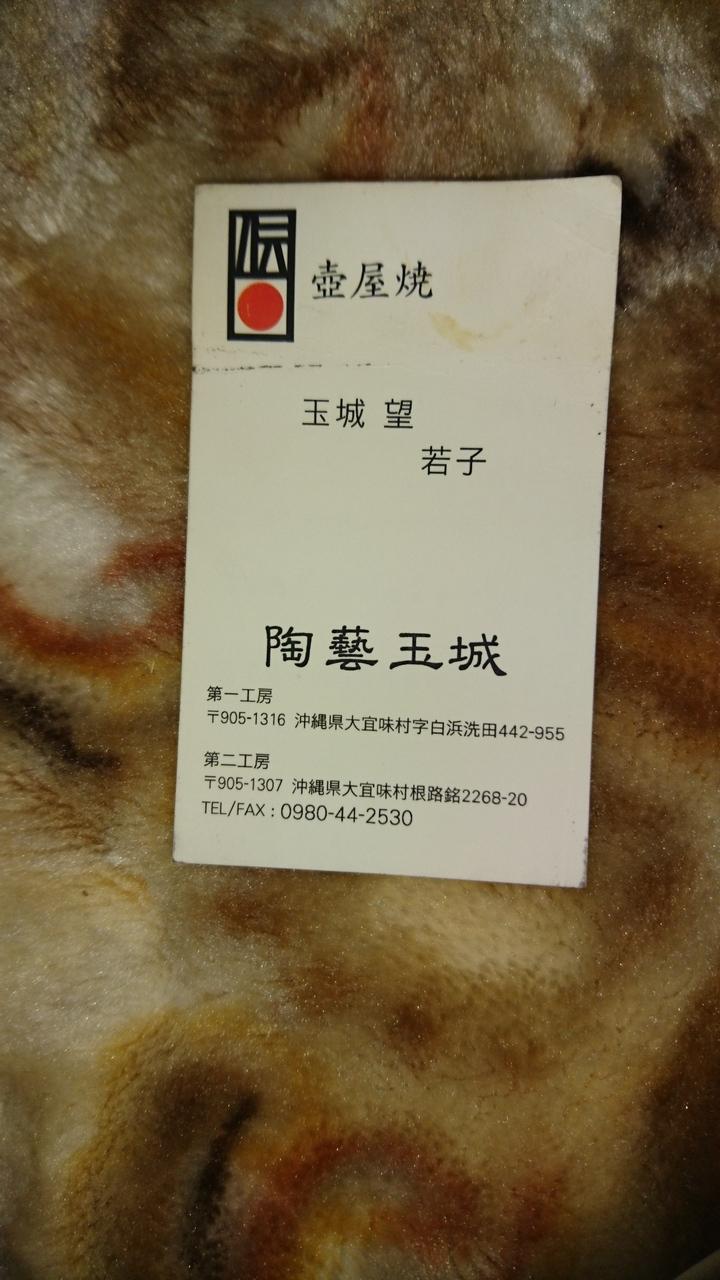 伝
壺屋焼
玉城 望
若子
陶藝玉城
第一工房
〒905-1316 沖縄県大宜味村字白浜洗田442-955
第二工房
〒905-1307 沖縄県大宜味村根路銘2268-20
TEL/FAX : 0980-44-2530